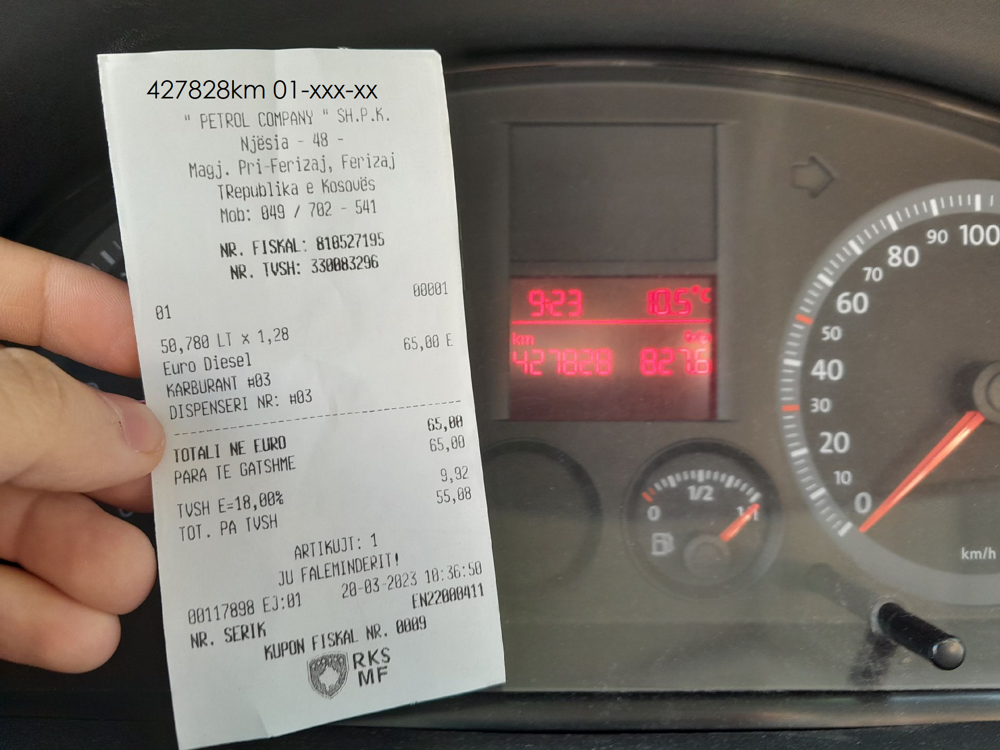 427828km 01-xxx-xx
" PETROL COMPANY " SH.P.K.
Njësia - 48 -
Magj. Pri-Ferizaj, Ferizaj
TRepublika e Kosovës
Mob: 049 / 702 - 541
NR. FISKAL: 810527195
NR. TVSH: 330083296
00001
01
50,780 LT x 1,28
65,00 E
Euro Diesel
KARBURANT #03
DISPENSERI NR: #03
TOTALI NE EURO 65,00
PARA TE GATSHME 65,00
TVSH E=18,00% 9,92
TOT. PA TVSH 55,08
ARTIKUJT: 1
JU FALEMINDERIT!
20-03-2023 10:36:50
00117898 EJ:01
EN22000411
NR. SERIK
KUPON FISKAL NR. 0009
RKS
MF
9:23 10.5°C
km trip
427828 827.6
0 1/2 1/1
0
10
20
30
40
50
60
70
80
90
100
km/h